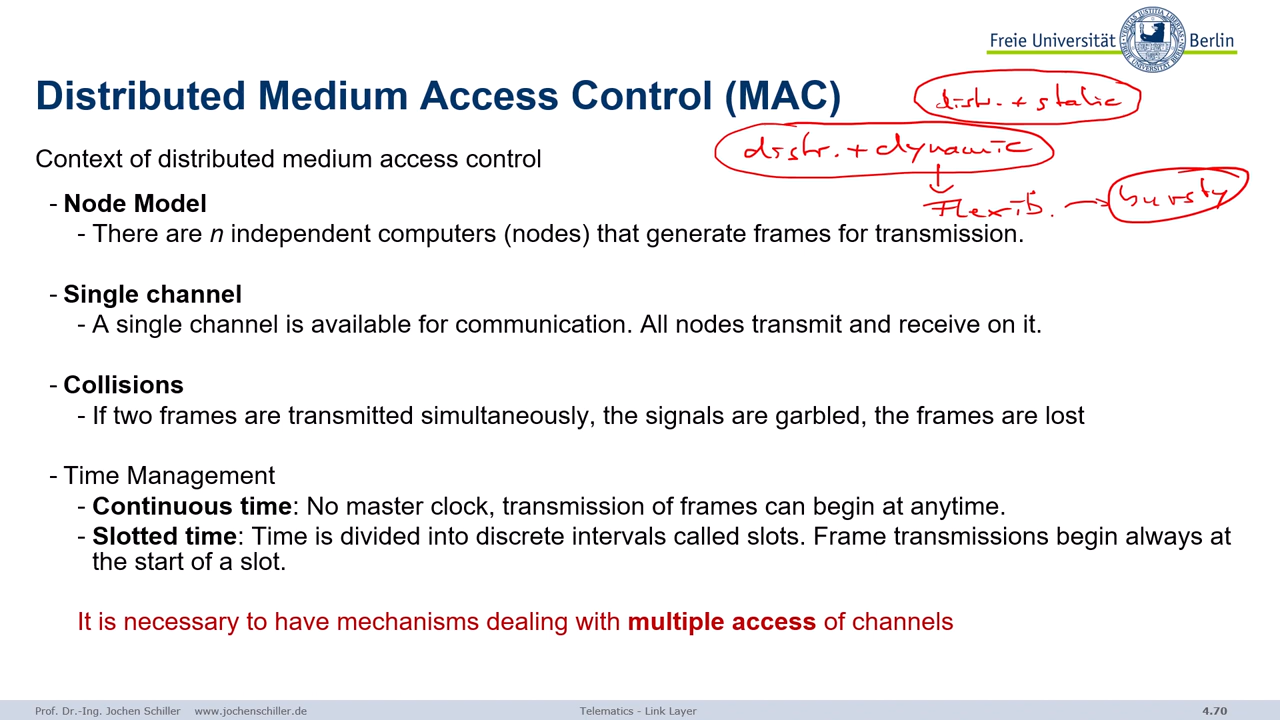 Freie Universität Berlin
Distributed Medium Access Control (MAC)
distr. + static
distr. + dynamic
Context of distributed medium access control
Flexib. → bursty
- Node Model
- There are n independent computers (nodes) that generate frames for transmission.
- Single channel
- A single channel is available for communication. All nodes transmit and receive on it.
- Collisions
- If two frames are transmitted simultaneously, the signals are garbled, the frames are lost
- Time Management
- Continuous time: No master clock, transmission of frames can begin at anytime.
- Slotted time: Time is divided into discrete intervals called slots. Frame transmissions begin always at
the start of a slot.
It is necessary to have mechanisms dealing with multiple access of channels
Prof. Dr.-Ing. Jochen Schiller www.jochenschiller.de Telematics - Link Layer 4.70